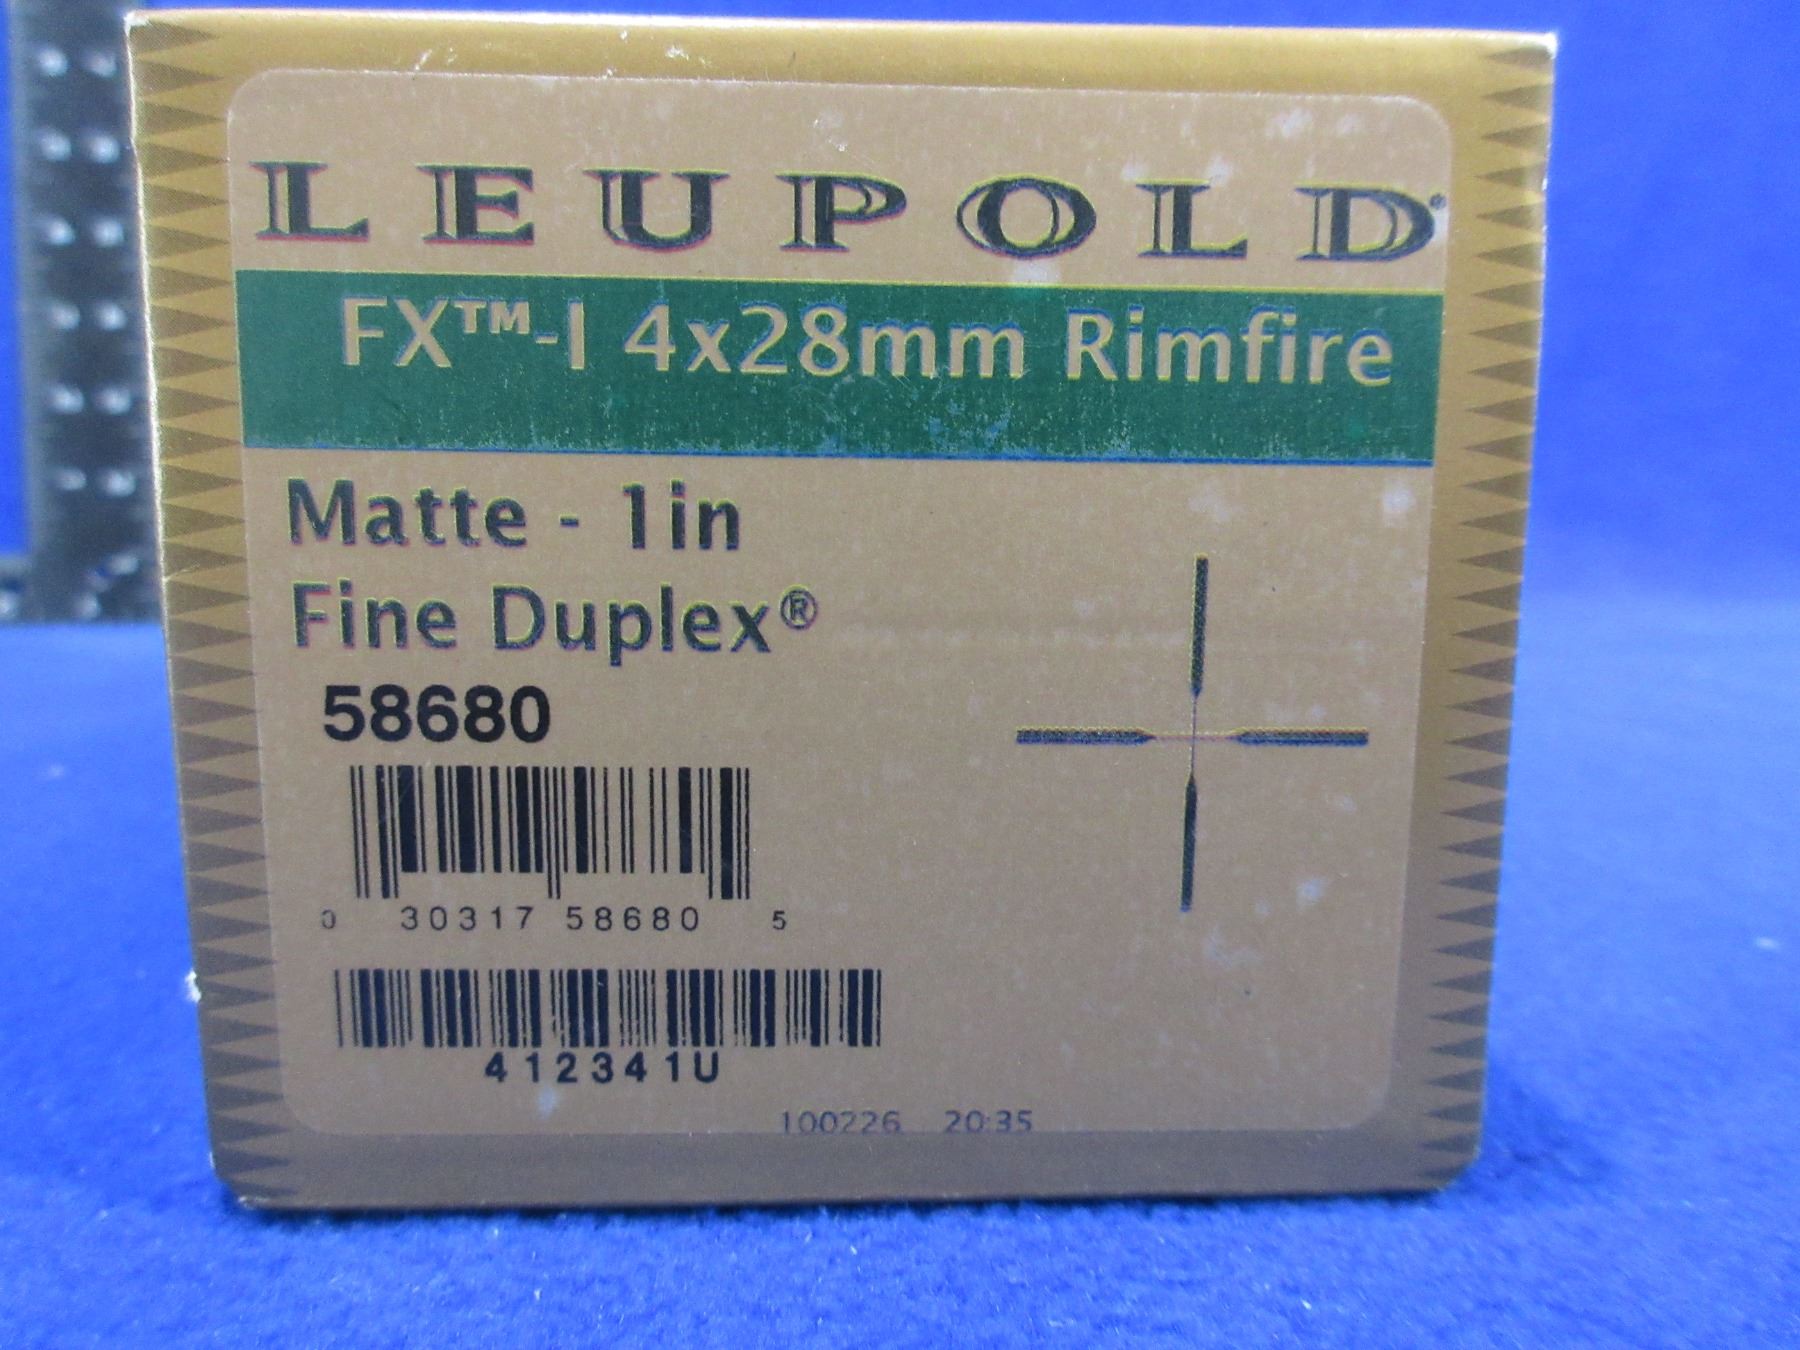 LEUPOLD®
FX™-I 4x28mm Rimfire
Matte - 1in
Fine Duplex®
58680
0 30317 58680 5
412341U
100226 20:35